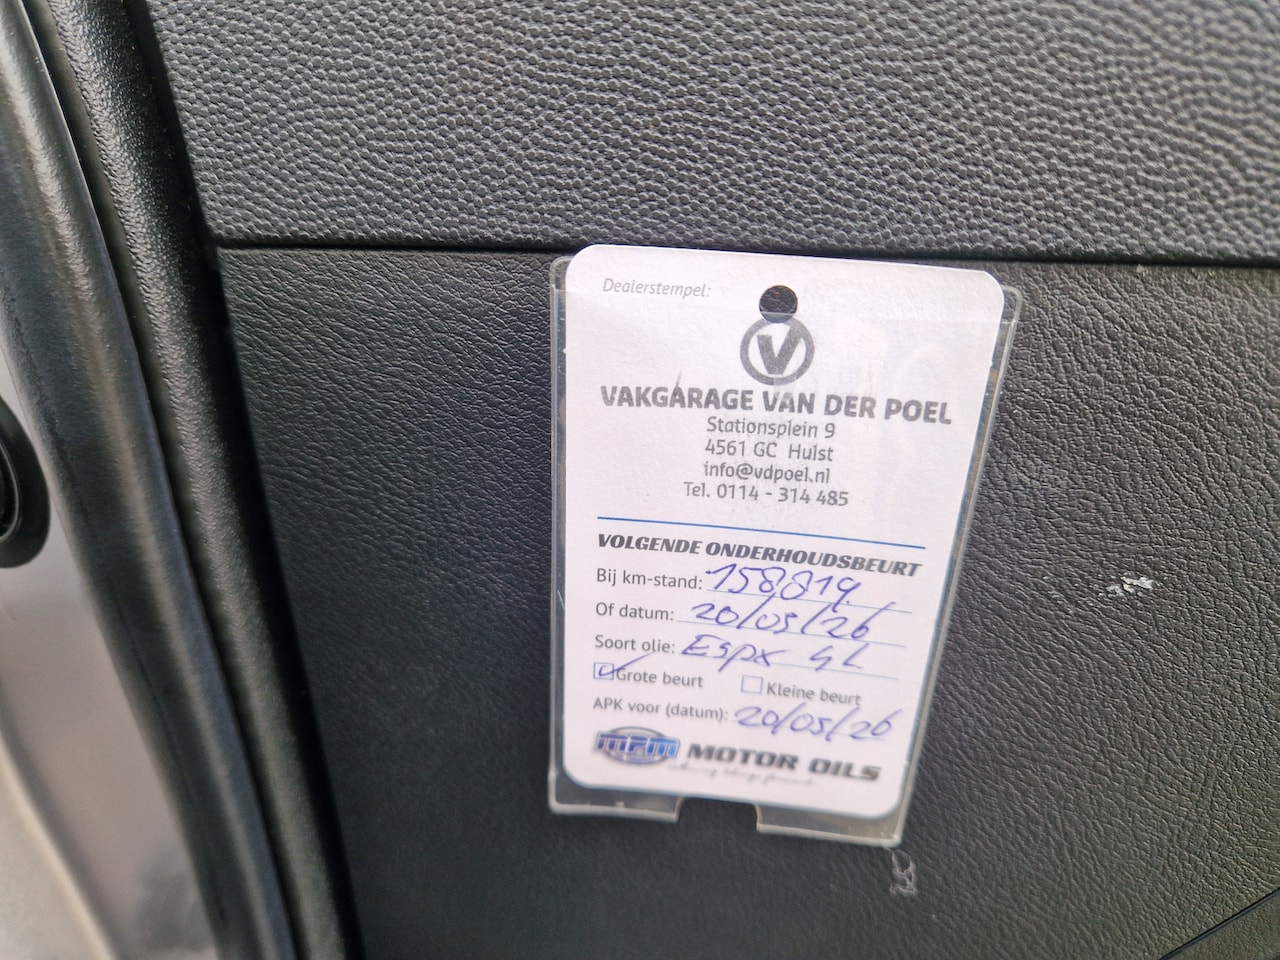 Dealerstempel:
V
VAKGARAGE VAN DER POEL
Stationsplein 9
4561 GC Hulst
info@vdpoel.nl
Tel. 0114 - 314 485
VOLGENDE ONDERHOUDSBEURT
Bij km-stand: 158819
Of datum: 20/05/26
Soort olie:
Grote beurt Kleine beurt
APK voor (datum): 20/05/26
MPM MOTOR OILS